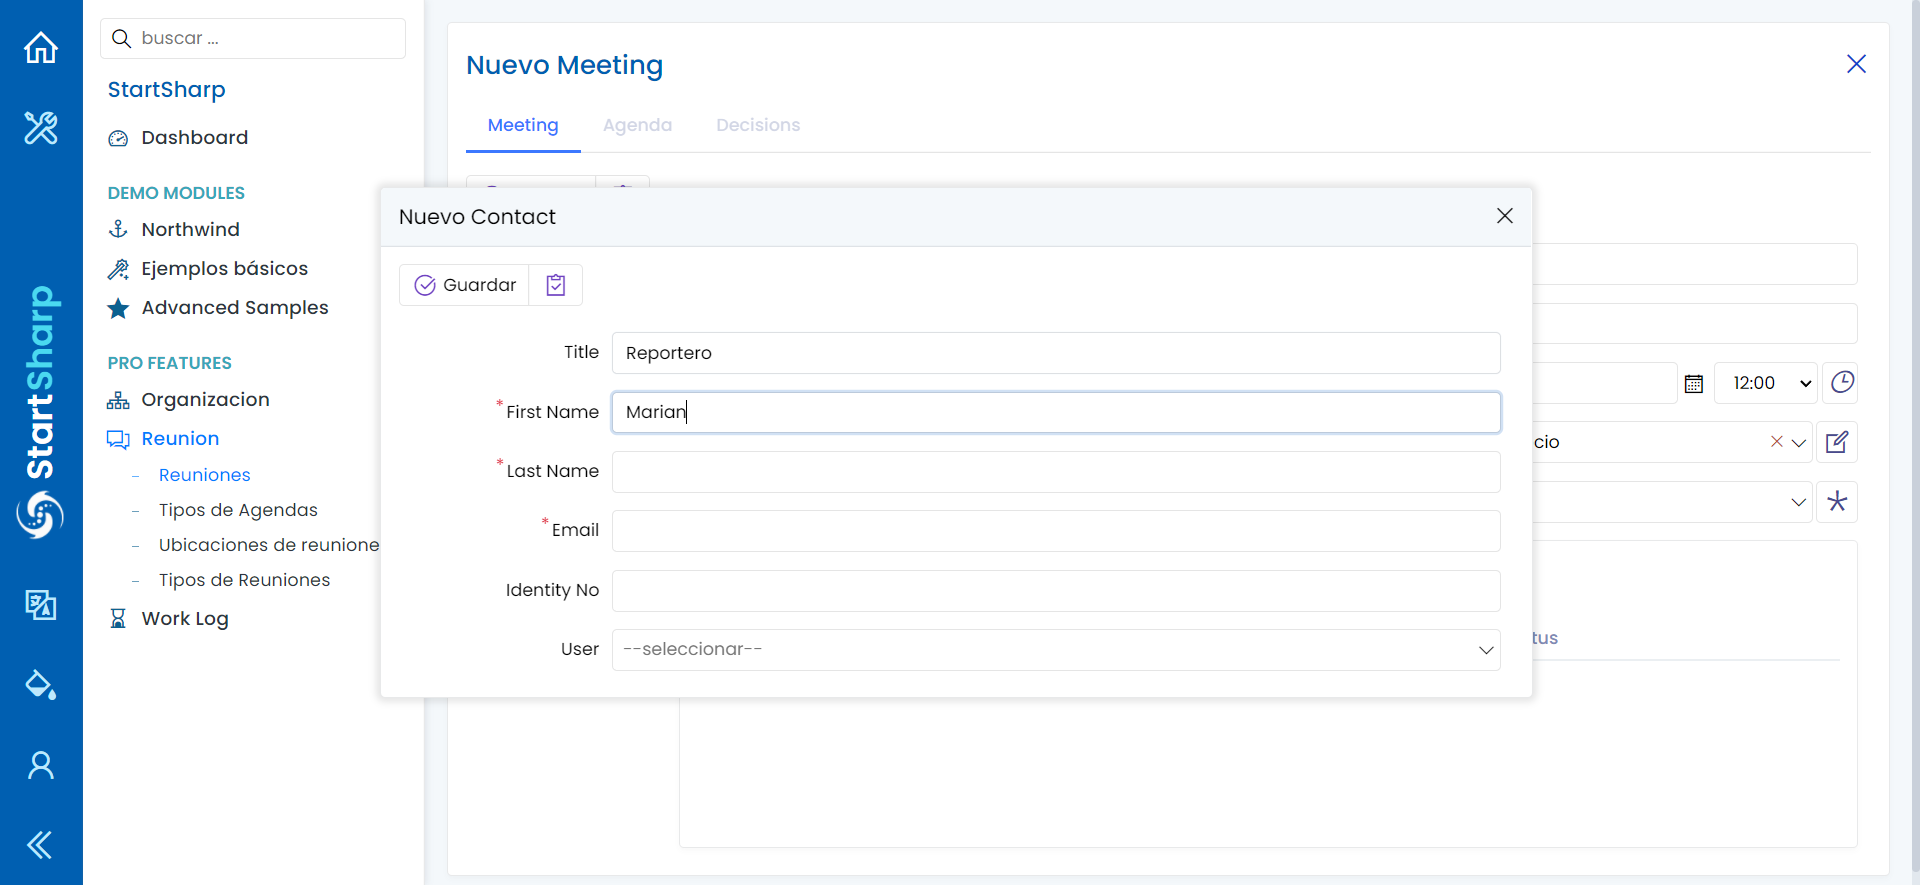 buscar ...
StartSharp
Dashboard
DEMO MODULES
Northwind
Ejemplos básicos
Advanced Samples
PRO FEATURES
Organizacion
Reunion
Reuniones
Tipos de Agendas
Ubicaciones de reunione
Tipos de Reuniones
Work Log
StartSharp
Nuevo Meeting
Meeting
Agenda
Decisions
12:00
cio
tus
Nuevo Contact
Guardar
Title
Reportero
*First Name
Marian
*Last Name
*Email
Identity No
User
--seleccionar--